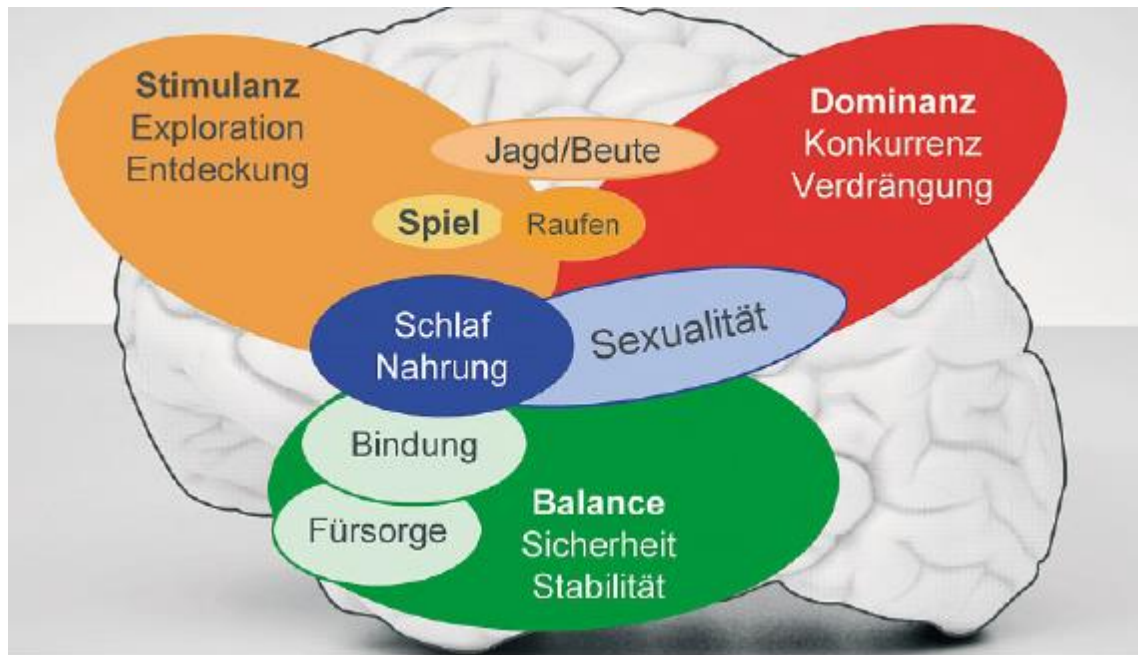 Stimulanz
Exploration
Entdeckung
Dominanz
Konkurrenz
Verdrängung
Jagd/Beute
Spiel
Raufen
Schlaf
Nahrung
Sexualität
Bindung
Fürsorge
Balance
Sicherheit
Stabilität